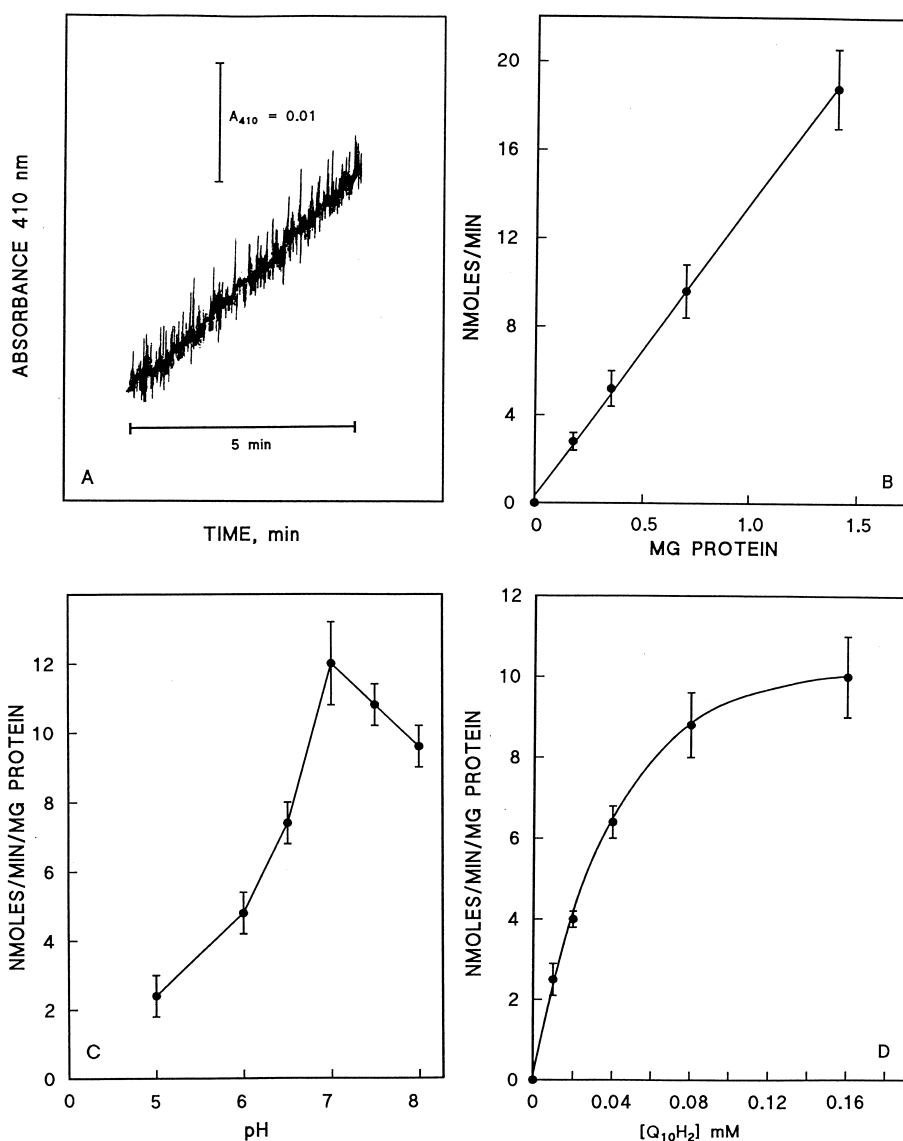 ABSORBANCE 410 nm
A₄₁₀ = 0.01
5 min
A
TIME, min
NMOLES/MIN
20
16
12
8
4
0
0 0.5 1.0 1.5
MG PROTEIN
B
NMOLES/MIN/MG PROTEIN
12
10
8
6
4
2
0
0 5 6 7 8
pH
C
NMOLES/MIN/MG PROTEIN
12
10
8
6
4
2
0
0 0.04 0.08 0.12 0.16
[Q₁₀H₂] mM
D